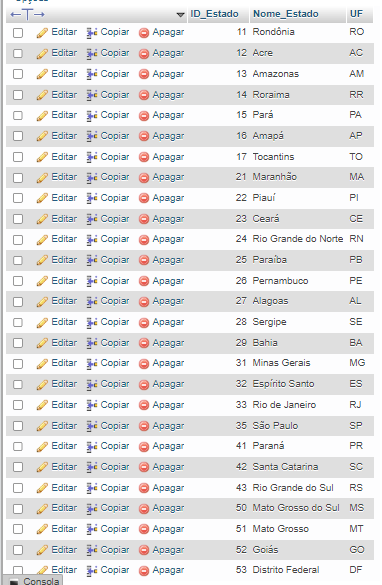 ID_Estado Nome_Estado UF
Editar Copiar Apagar 11 Rondônia RO
Editar Copiar Apagar 12 Acre AC
Editar Copiar Apagar 13 Amazonas AM
Editar Copiar Apagar 14 Roraima RR
Editar Copiar Apagar 15 Pará PA
Editar Copiar Apagar 16 Amapá AP
Editar Copiar Apagar 17 Tocantins TO
Editar Copiar Apagar 21 Maranhão MA
Editar Copiar Apagar 22 Piauí PI
Editar Copiar Apagar 23 Ceará CE
Editar Copiar Apagar 24 Rio Grande do Norte RN
Editar Copiar Apagar 25 Paraíba PB
Editar Copiar Apagar 26 Pernambuco PE
Editar Copiar Apagar 27 Alagoas AL
Editar Copiar Apagar 28 Sergipe SE
Editar Copiar Apagar 29 Bahia BA
Editar Copiar Apagar 31 Minas Gerais MG
Editar Copiar Apagar 32 Espírito Santo ES
Editar Copiar Apagar 33 Rio de Janeiro RJ
Editar Copiar Apagar 35 São Paulo SP
Editar Copiar Apagar 41 Paraná PR
Editar Copiar Apagar 42 Santa Catarina SC
Editar Copiar Apagar 43 Rio Grande do Sul RS
Editar Copiar Apagar 50 Mato Grosso do Sul MS
Editar Copiar Apagar 51 Mato Grosso MT
Editar Copiar Apagar 52 Goiás GO
Editar Copiar Apagar 53 Distrito Federal DF
Consola